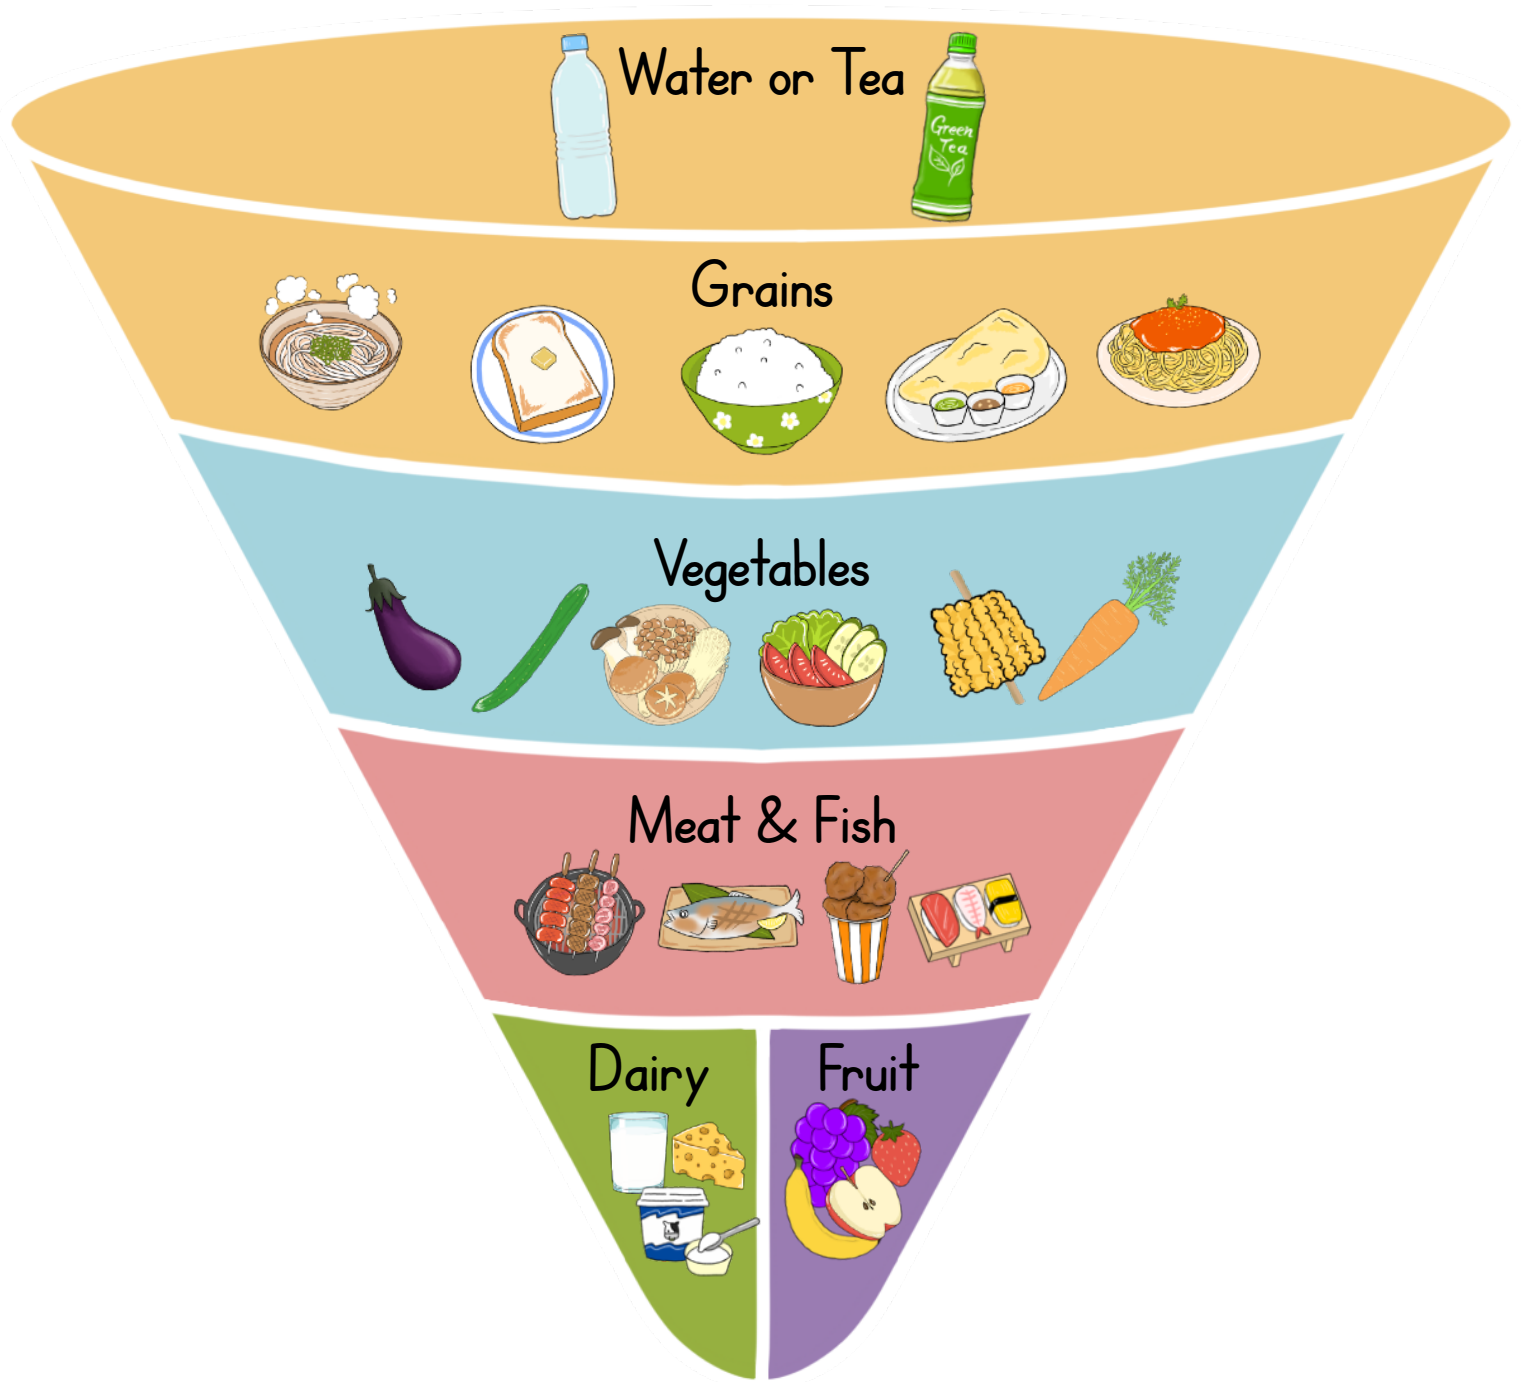 Water or Tea
Green
Tea
Grains
Vegetables
Meat & Fish
Dairy
Fruit